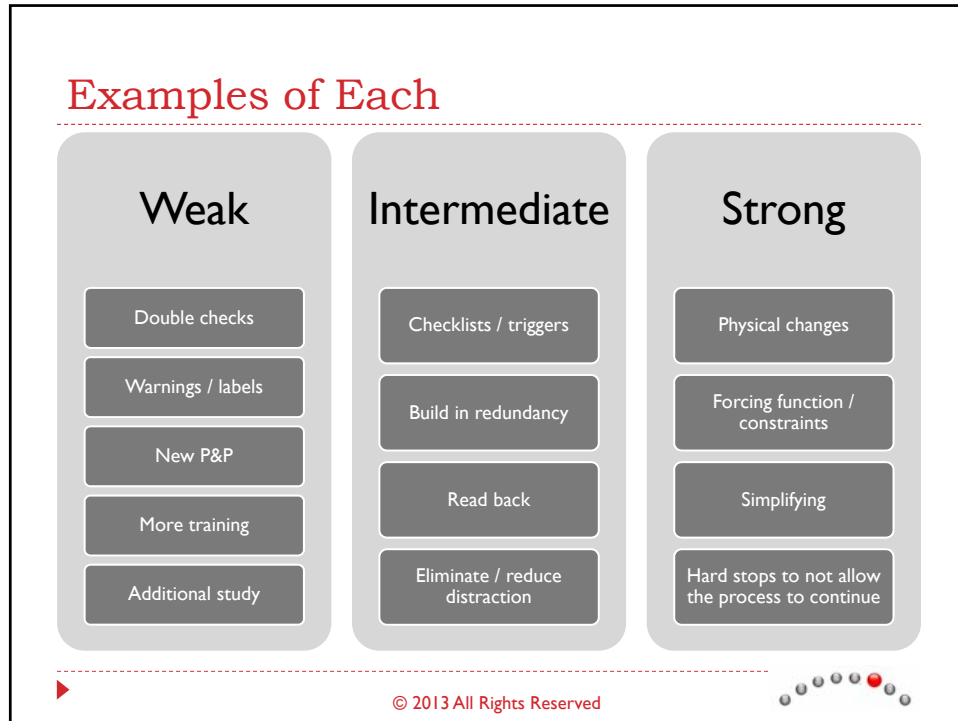 Examples of Each
Weak
Double checks
Warnings / labels
New P&P
More training
Additional study
Intermediate
Checklists / triggers
Build in redundancy
Read back
Eliminate / reduce
distraction
Strong
Physical changes
Forcing function /
constraints
Simplifying
Hard stops to not allow
the process to continue
© 2013 All Rights Reserved